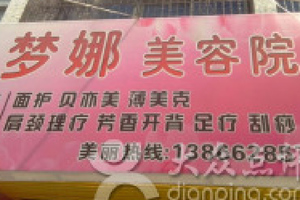 梦娜 美容院
面护 贝亦美 薄美克
肩颈理疗 芳香开背 足疗 刮痧
美丽热线:13866285
大众点评
dianping.com